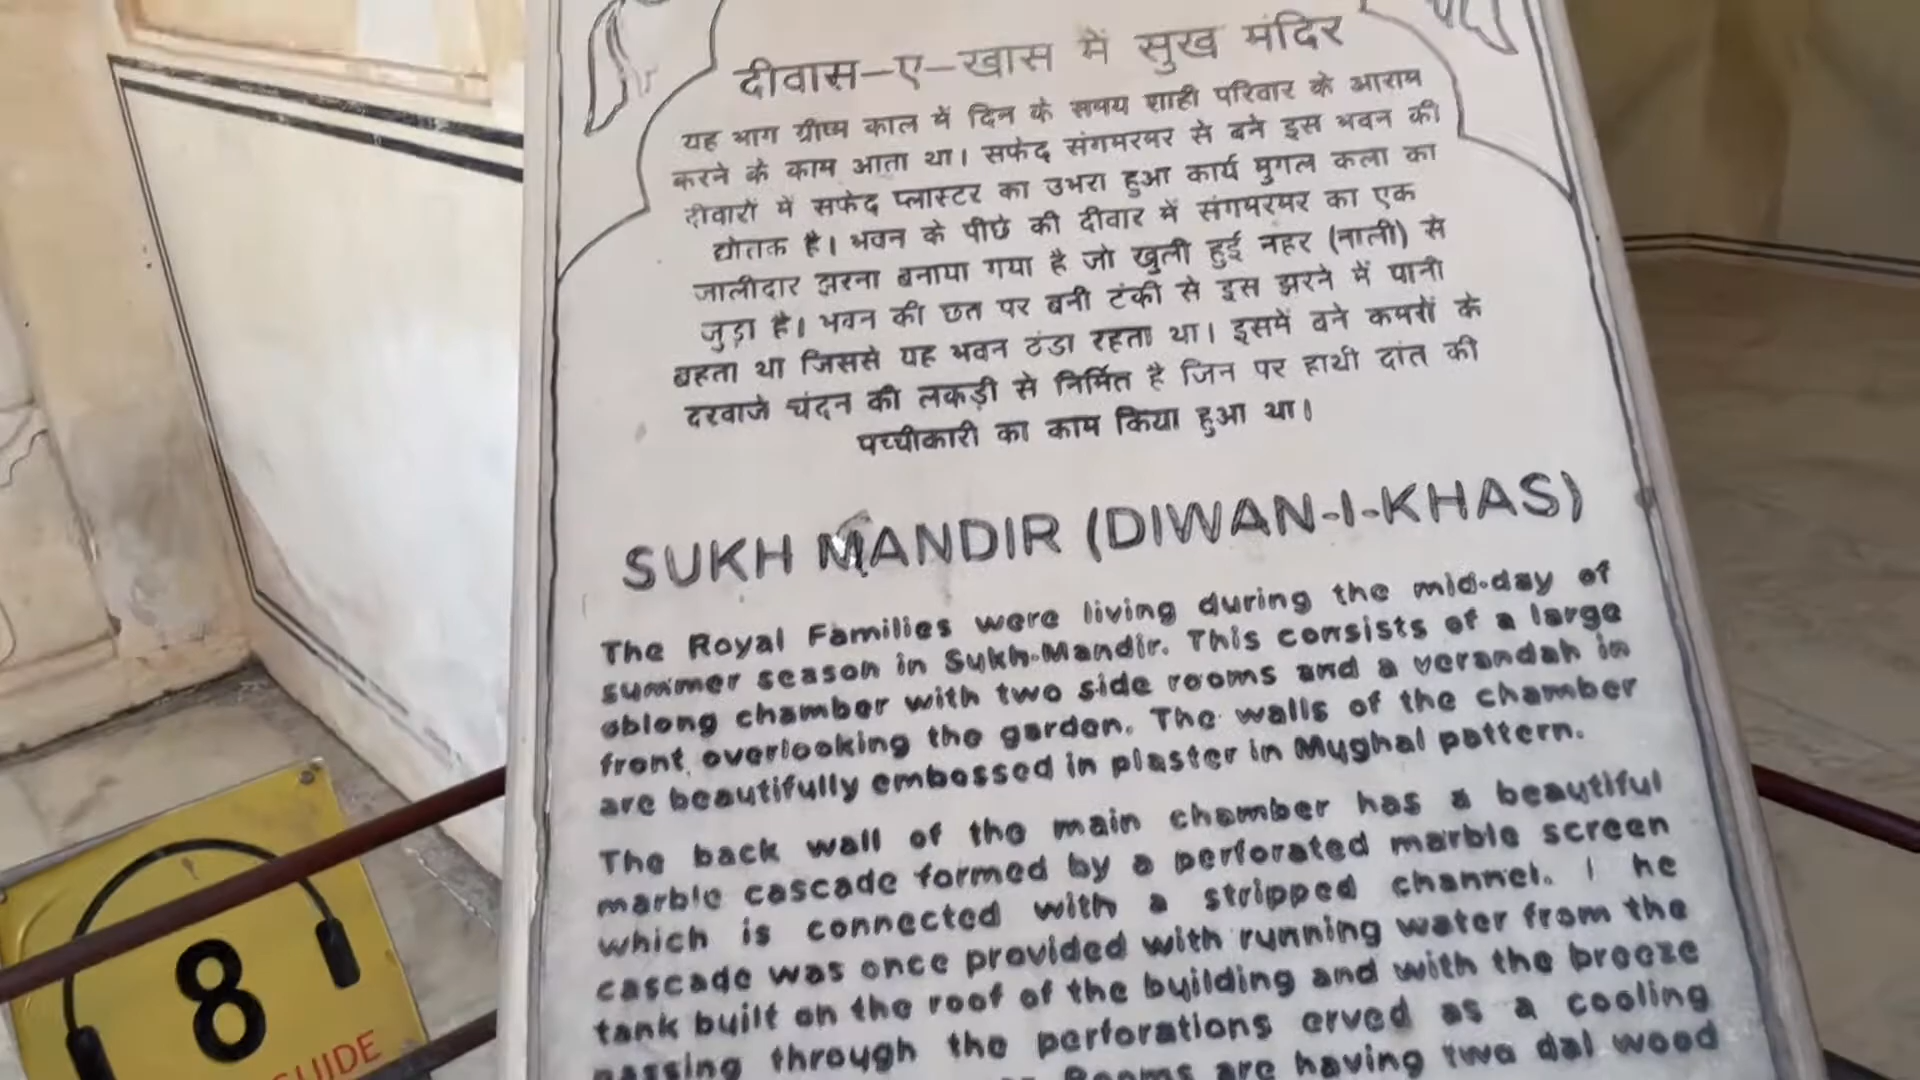 दीवास-ए-खास में सुख मंदिर
यह भाग ग्रीष्म काल में दिन के समय शाही परिवार के आराम
करने के काम आता था। सफेद संगमरमर से बने इस भवन की
दीवारों में सफेद प्लास्टर का उभरा हुआ कार्य मुगल कला का
द्योतक है। भवन के पीछे की दीवार में संगमरमर का एक
जालीदार झरना बनाया गया है जो खुली हुई नहर (नाली) से
जुड़ा है। भवन की छत पर बनी टंकी से इस झरने में पानी
बहता था जिससे यह भवन ठंडा रहता था। इसमें बने कमरों के
दरवाजे चंदन की लकड़ी से निर्मित है जिन पर हाथी दांत की
पच्चीकारी का काम किया हुआ था।
SUKH MANDIR (DIWAN-I-KHAS)
The Royal Families were living during the mid-day of
summer season in Sukh-Mandir. This consists of a large
oblong chamber with two side rooms and a verandah in
front overlooking the garden. The walls of the chamber
are beautifully embossed in plaster in Mughal pattern.
The back wall of the main chamber has a beautiful
marble cascade formed by a perforated marble screen
which is connected with a stripped channel. I he
cascade was once provided with running water from the
tank built on the roof of the building and with the breeze
passing through the perforations erved as a cooling
Rooms are having two dal wood
8
GUIDE